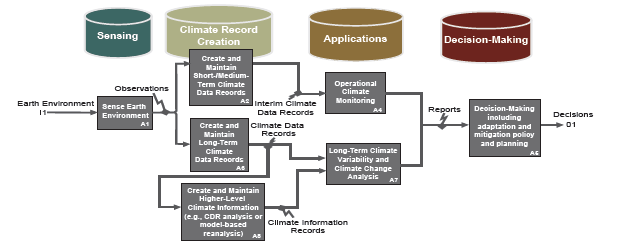 Sensing
Climate Record
Creation
Applications
Decision-Making
Observations
Create and
Maintain
Short-/Medium-
Term Climate
Data Records
A2
Interim Climate
Data Records
Operational
Climate
Monitoring
A4
Earth Environment
I1
Sense Earth
Environment
A1
Reports
Decision-Making
including
adaptation and
mitigation policy
and planning
A5
Decisions
01
Create and
Maintain
Long-Term
Climate
Data Records
A6
Climate Data
Records
Long-Term Climate
Variability and
Climate Change
Analysis
A7
Create and Maintain
Higher-Level
Climate Information
(e.g., CDR analysis or
model-based
reanalysis)
A8
Climate Information
Records